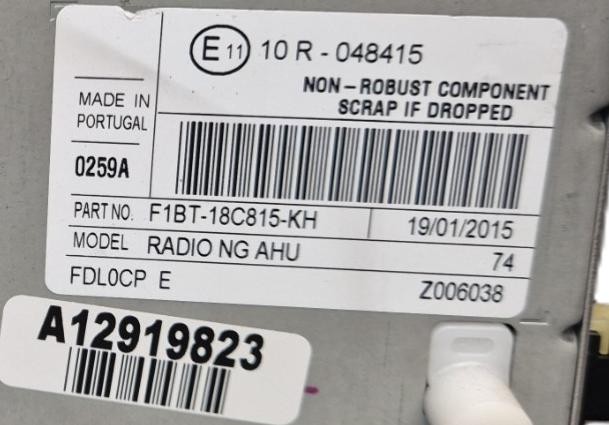 E11 10 R - 048415
NON-ROBUST COMPONENT
SCRAP IF DROPPED
MADE IN
PORTUGAL
0259A
PART NO. F1BT-18C815-KH 19/01/2015
MODEL RADIO NG AHU 74
FDL0CP E Z006038
A12919823